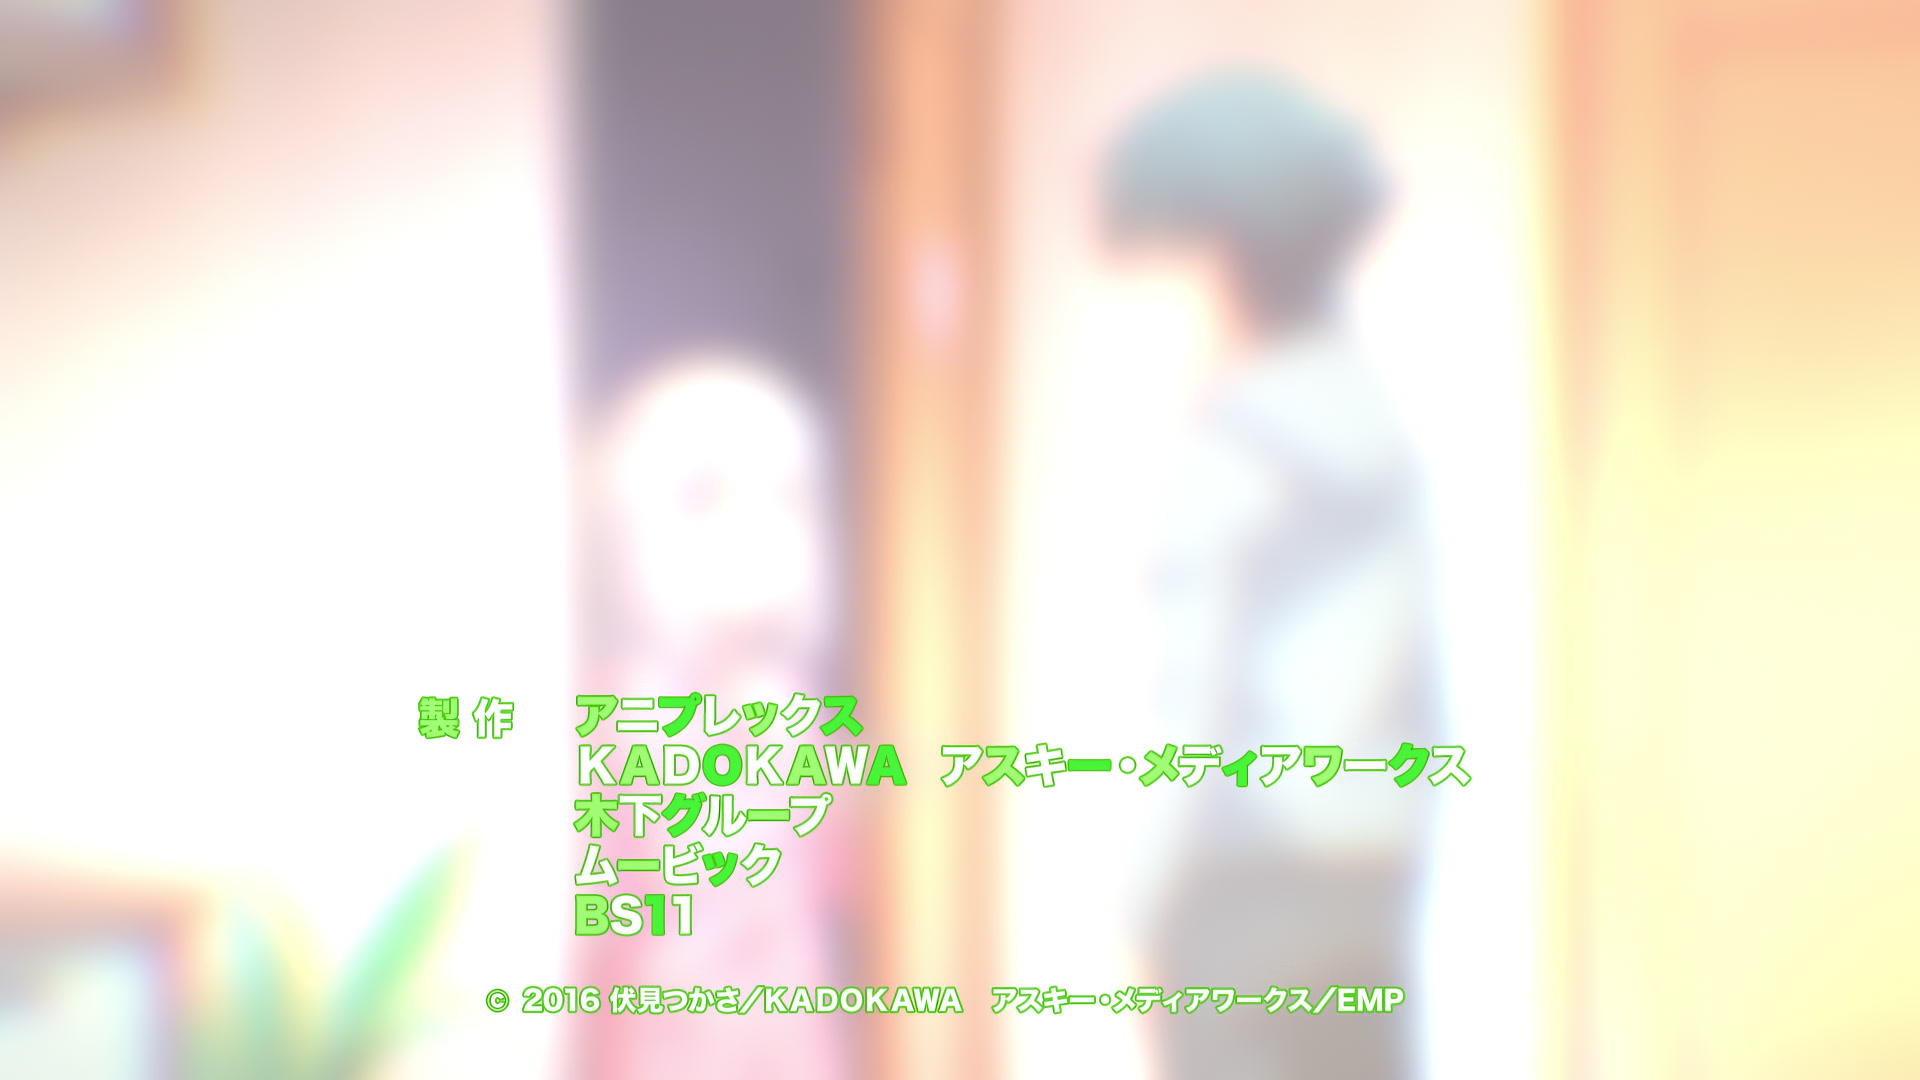 製作 アニプレックス
KADOKAWA アスキー・メディアワークス
木下グループ
ムービック
BS11
© 2016 伏見つかさ／KADOKAWA アスキー・メディアワークス／EMP